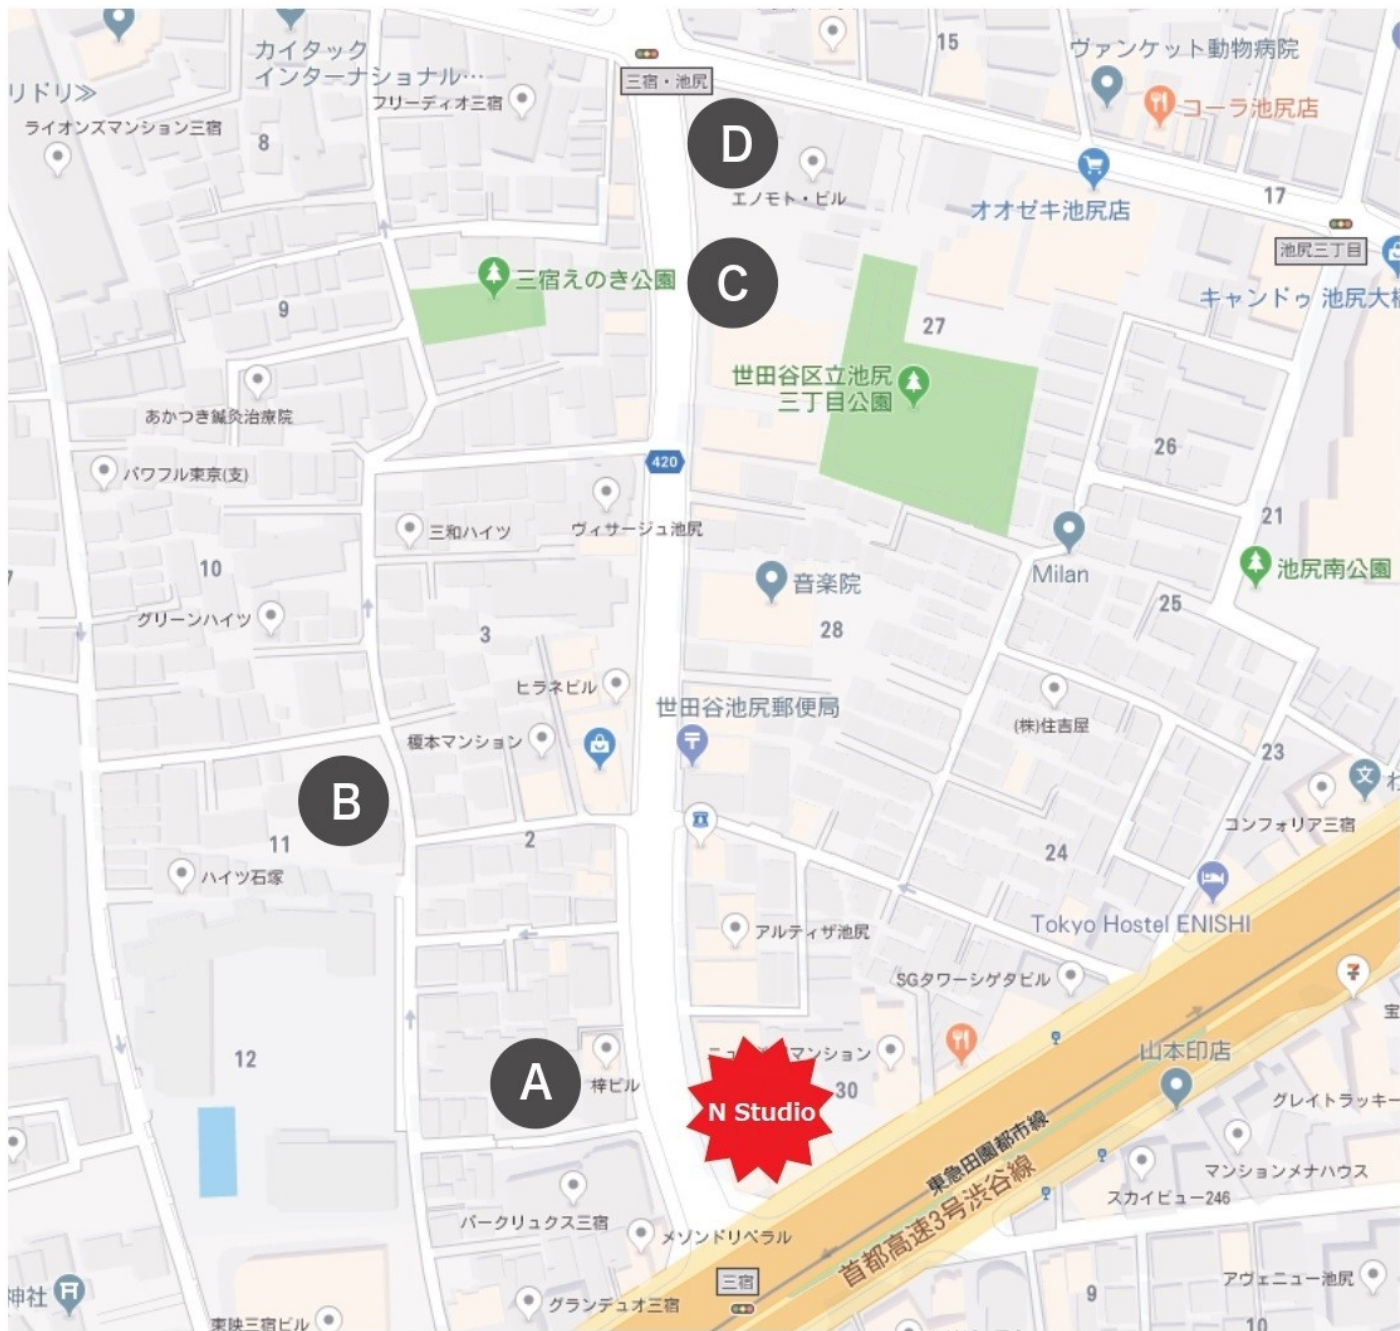 カイタック
インターナショナル…
フリーディオ三宿
三宿・池尻
15
ヴァンケット動物病院
コーラ池尻店
リドリ≫
ライオンズマンション三宿
8
D
エノモト・ビル
オオゼキ池尻店
17
池尻三丁目
キャンドゥ 池尻大橋
三宿えのき公園
C
9
27
世田谷区立池尻
三丁目公園
あかつき鍼灸治療院
26
420
パワフル東京(支)
三和ハイツ
ヴィサージュ池尻
21
10
音楽院
Milan
池尻南公園
グリーンハイツ
3
28
25
ヒラネビル
世田谷池尻郵便局
(株)住吉屋
榎本マンション
23
B
コンフォリア三宿
11
2
24
ハイツ石塚
アルティザ池尻
Tokyo Hostel ENISHI
SGタワーシゲタビル
12
A
梓ビル
マンション
30
N Studio
山本印店
グレイトラッキー
東急田園都市線
首都高速3号渋谷線
マンションメナハウス
スカイビュー246
パークリュクス三宿
メゾンドリベラル
三宿
グランデュオ三宿
神社
東映三宿ビル
アヴェニュー池尻
9
10